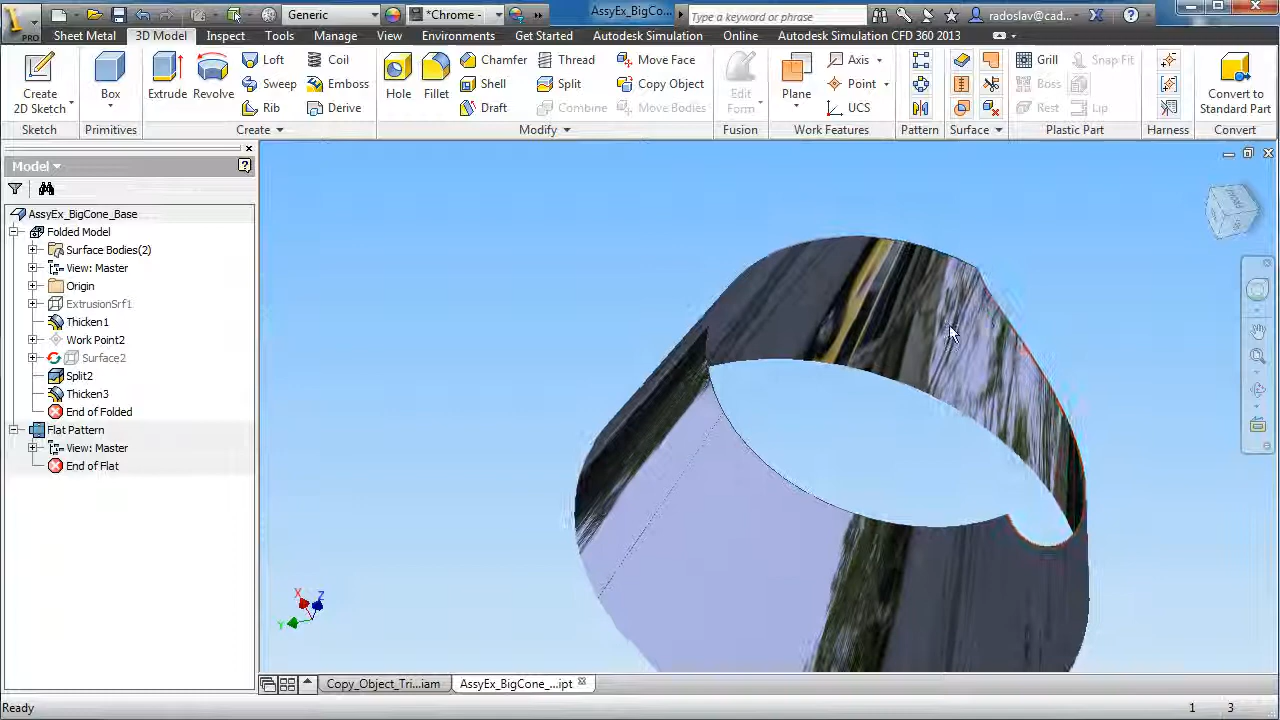 PRO
Generic
*Chrome -
AssyEx_BigCo...
Type a keyword or phrase
radoslav@cad...
Sheet Metal
3D Model
Inspect
Tools
Manage
View
Environments
Get Started
Autodesk Simulation
Online
Autodesk Simulation CFD 360 2013
Create
2D Sketch
Box
Extrude
Revolve
Loft
Sweep
Rib
Coil
Emboss
Derive
Hole
Fillet
Chamfer
Shell
Draft
Thread
Split
Combine
Move Face
Copy Object
Move Bodies
Edit
Form
Plane
Axis
Point
UCS
Grill
Boss
Rest
Snap Fit
Lip
Convert to
Standard Part
Sketch
Primitives
Create
Modify
Fusion
Work Features
Pattern
Surface
Plastic Part
Harness
Convert
Model
AssyEx_BigCone_Base
Folded Model
Surface Bodies(2)
View: Master
Origin
ExtrusionSrf1
Thicken1
Work Point2
Surface2
Split2
Thicken3
End of Folded
Flat Pattern
View: Master
End of Flat
X
Z
Y
Copy_Object_Tri...iam
AssyEx_BigCone_...ipt
Ready
1
3